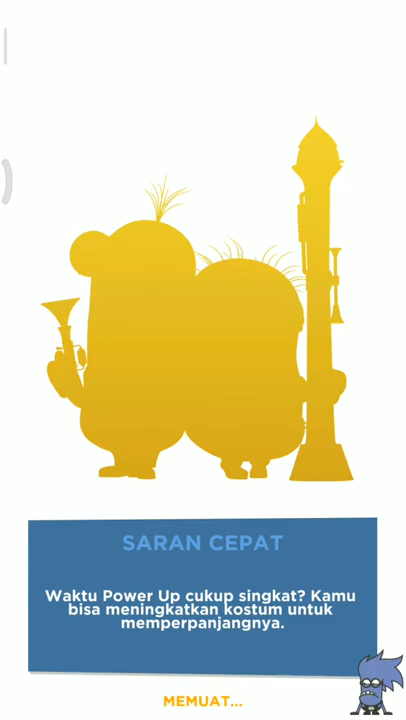 SARAN CEPAT
Waktu Power Up cukup singkat? Kamu
bisa meningkatkan kostum untuk
memperpanjangnya.
MEMUAT...